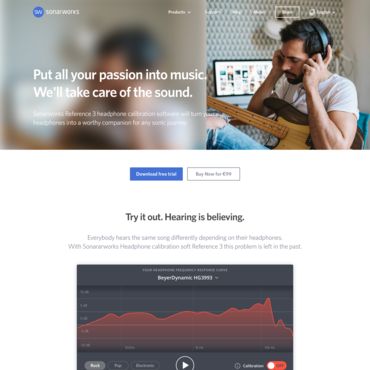 SW sonarworks
Products
Put all your passion into music.
We'll take care of the sound.
Sonarworks Reference 3 headphone calibration software will turn your
headphones into a worthy companion for any sonic journey.
Download free trial
Buy Now for €99
Try it out. Hearing is believing.
Everybody hears the same song differently depending on their headphones.
With Sonararworks Headphone calibration soft Reference 3 this problem is left in the past.
YOUR HEADPHONE FREQUENCY RESPONSE CURVE
BeyerDynamic HG3993
Rock
Pop
Electronic
Calibration